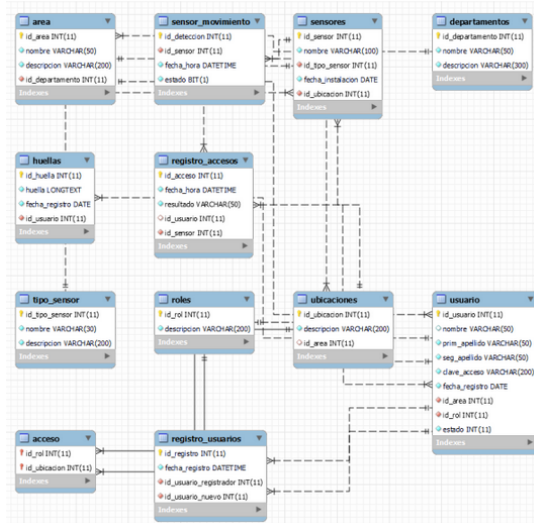 area
id_area INT(11)
nombre VARCHAR(50)
descripcion VARCHAR(200)
id_departamento INT(11)
Indexes
sensor_movimiento
id_deteccion INT(11)
id_sensor INT(11)
fecha_hora DATETIME
estado BIT(1)
Indexes
sensores
id_sensor INT(11)
nombre VARCHAR(100)
id_tipo_sensor INT(11)
fecha_instalacion DATE
id_ubicacion INT(11)
Indexes
departamentos
id_departamento INT(11)
nombre VARCHAR(50)
descripcion VARCHAR(300)
Indexes
huellas
id_huella INT(11)
huella LONGTEXT
fecha_registro DATE
id_usuario INT(11)
Indexes
registro_accesos
id_acceso INT(11)
fecha_hora DATETIME
resultado VARCHAR(50)
id_usuario INT(11)
id_sensor INT(11)
Indexes
tipo_sensor
id_tipo_sensor INT(11)
nombre VARCHAR(30)
descripcion VARCHAR(200)
Indexes
roles
id_rol INT(11)
descripcion VARCHAR(200)
Indexes
ubicaciones
id_ubicacion INT(11)
descripcion VARCHAR(200)
id_area INT(11)
Indexes
usuario
id_usuario INT(11)
nombre VARCHAR(50)
prim_apellido VARCHAR(50)
seg_apellido VARCHAR(50)
clave_acceso VARCHAR(200)
fecha_registro DATE
id_area INT(11)
id_rol INT(11)
estado INT(11)
Indexes
acceso
id_rol INT(11)
id_ubicacion INT(11)
Indexes
registro_usuarios
id_registro INT(11)
fecha_registro DATETIME
id_usuario_registrador INT(11)
id_usuario_nuevo INT(11)
Indexes